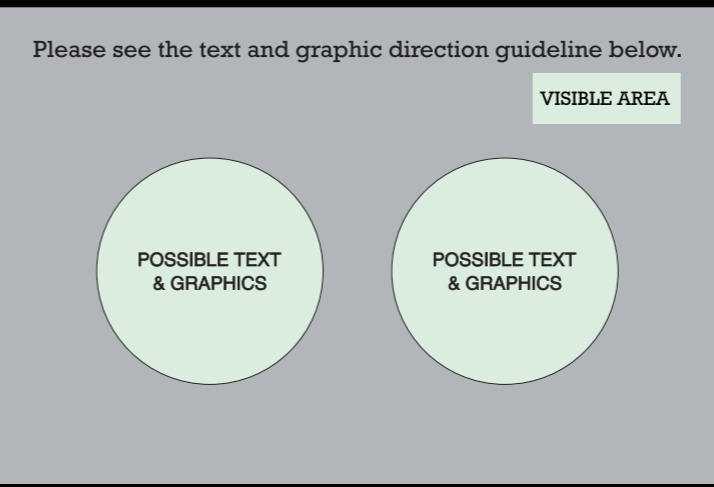 Please see the text and graphic direction guideline below.
VISIBLE AREA
POSSIBLE TEXT
& GRAPHICS
POSSIBLE TEXT
& GRAPHICS